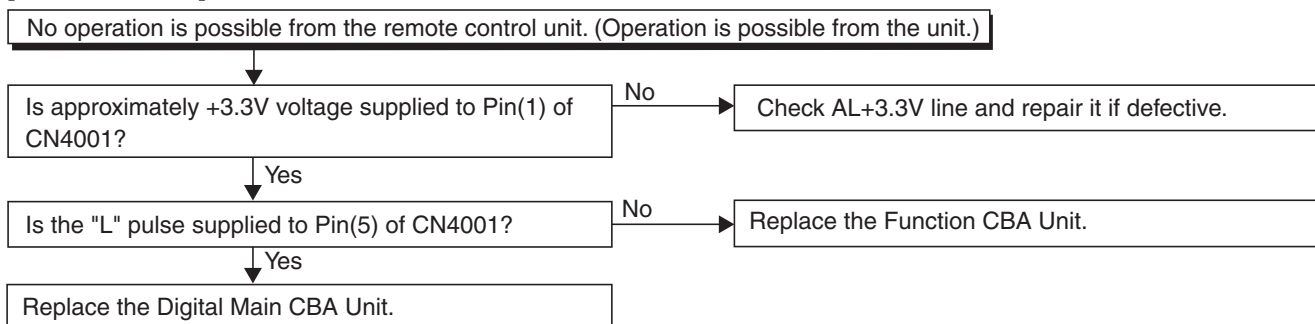 No operation is possible from the remote control unit. (Operation is possible from the unit.)
Is approximately +3.3V voltage supplied to Pin(1) of
CN4001?
No
Check AL+3.3V line and repair it if defective.
Yes
Is the "L" pulse supplied to Pin(5) of CN4001?
No
Replace the Function CBA Unit.
Yes
Replace the Digital Main CBA Unit.